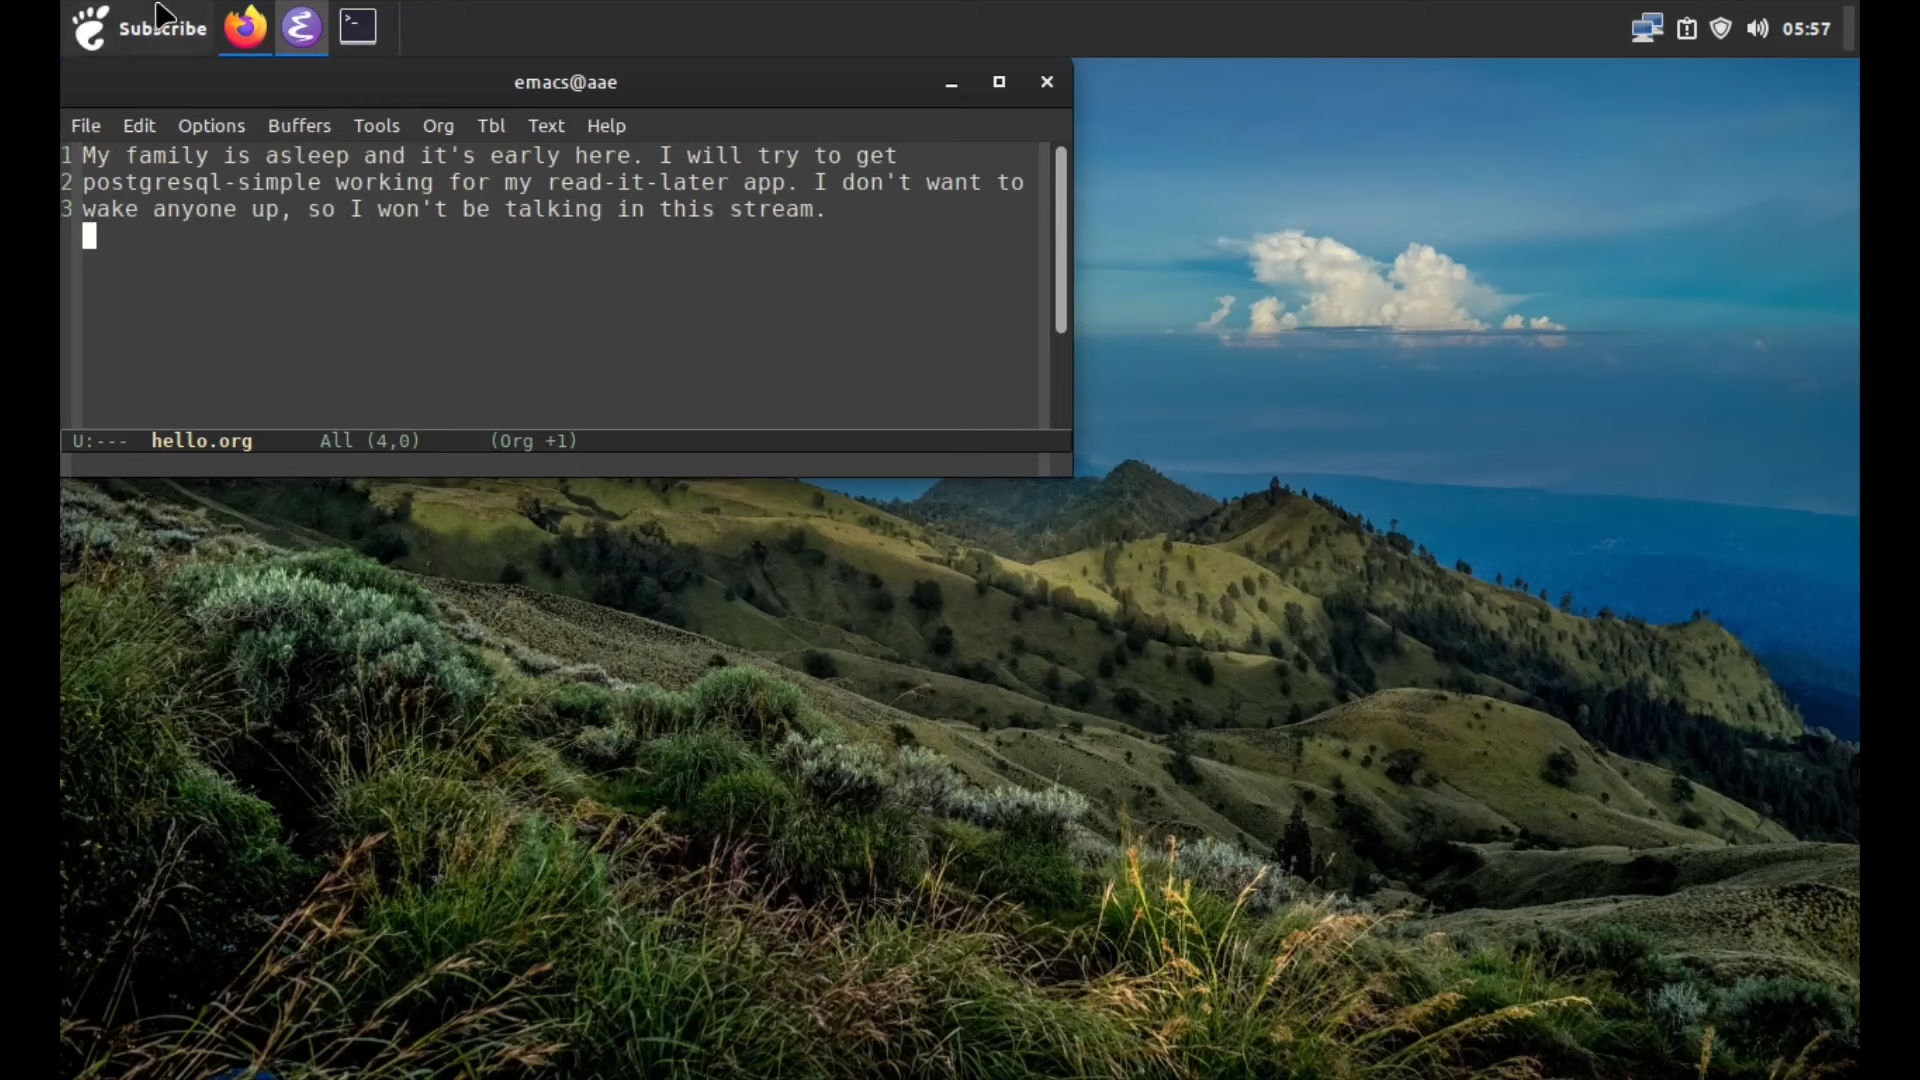 Subscribe
05:57
emacs@aae
File Edit Options Buffers Tools Org Tbl Text Help
1 My family is asleep and it's early here. I will try to get
2 postgresql-simple working for my read-it-later app. I don't want to
3 wake anyone up, so I won't be talking in this stream.
U:--- hello.org All (4,0) (Org +1)